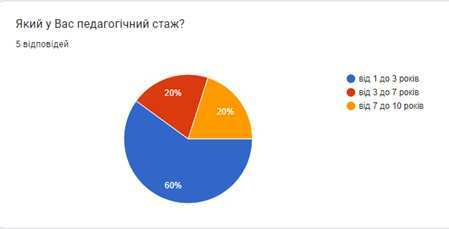 Який у Вас педагогічний стаж?
5 відповідей
20%
20%
60%
від 1 до 3 років
від 3 до 7 років
від 7 до 10 років